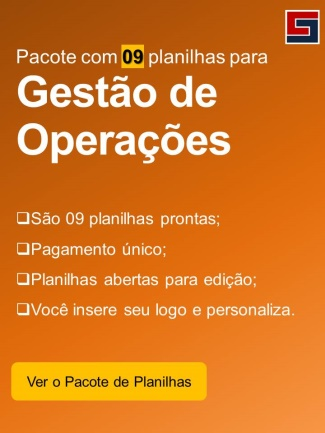 Pacote com 09 planilhas para
Gestão de
Operações
❑São 09 planilhas prontas;
❑Pagamento único;
❑Planilhas abertas para edição;
❑Você insere seu logo e personaliza.
Ver o Pacote de Planilhas